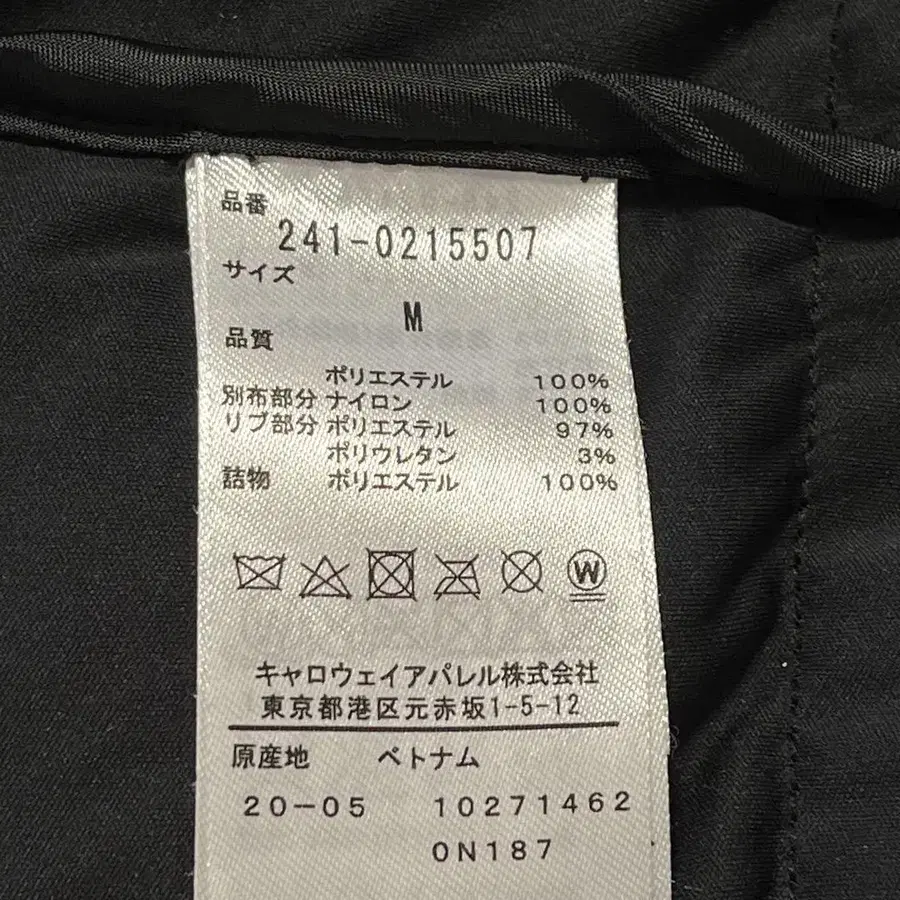 品番
241-0215507
サイズ
M
品質
ポリエステル 100%
別布部分 ナイロン 100%
リブ部分 ポリエステル 97%
ポリウレタン 3%
詰物 ポリエステル 100%
W
キャロウェイアパレル株式会社
東京都港区元赤坂1-5-12
原産地 ベトナム
20-05 10271462
0N187